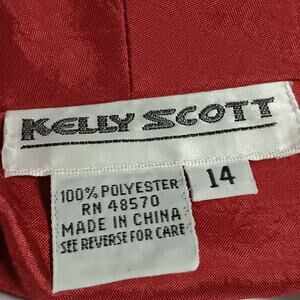 KELLY SCOTT
14
100% POLYESTER
RN 48570
MADE IN CHINA
SEE REVERSE FOR CARE